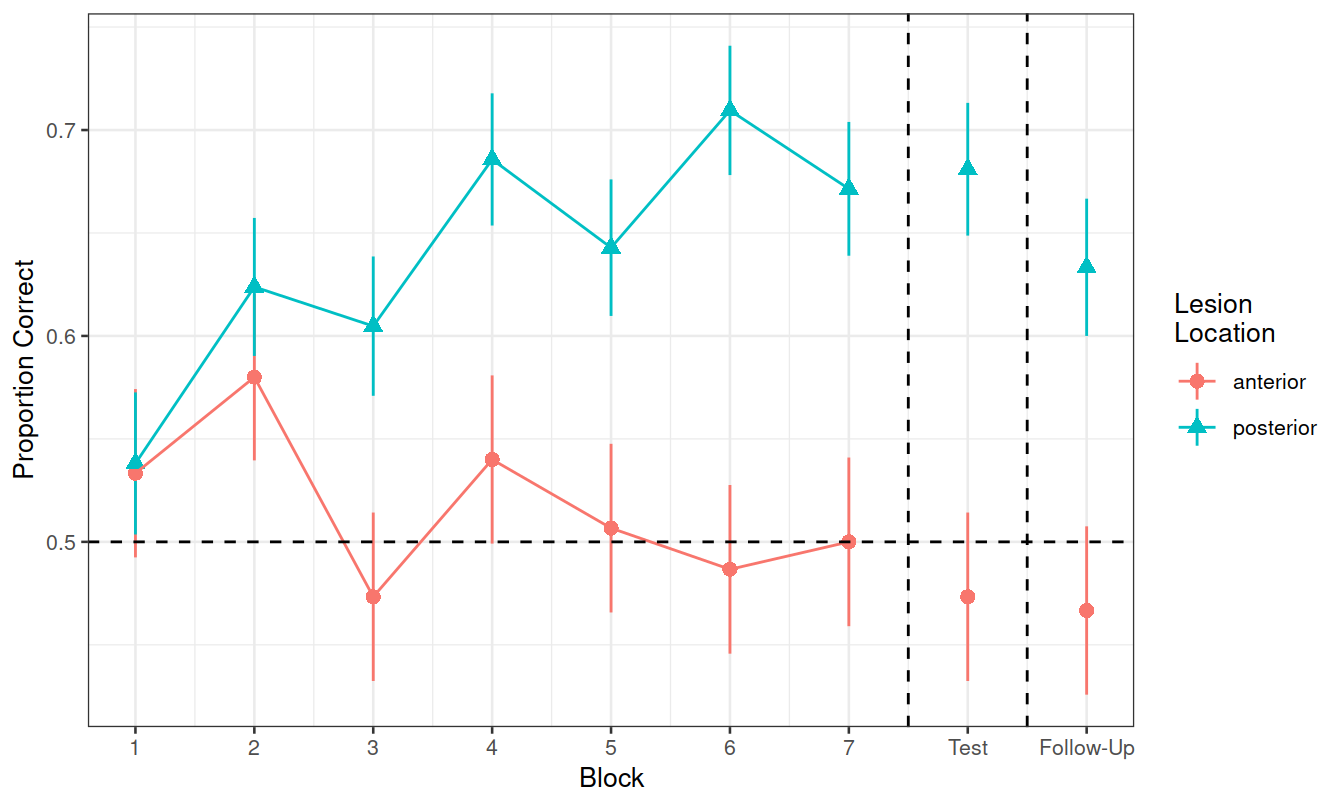 Proportion Correct
0.7
0.6
0.5
1 2 3 4 5 6 7 Test Follow-Up
Block
Lesion
Location
anterior
posterior